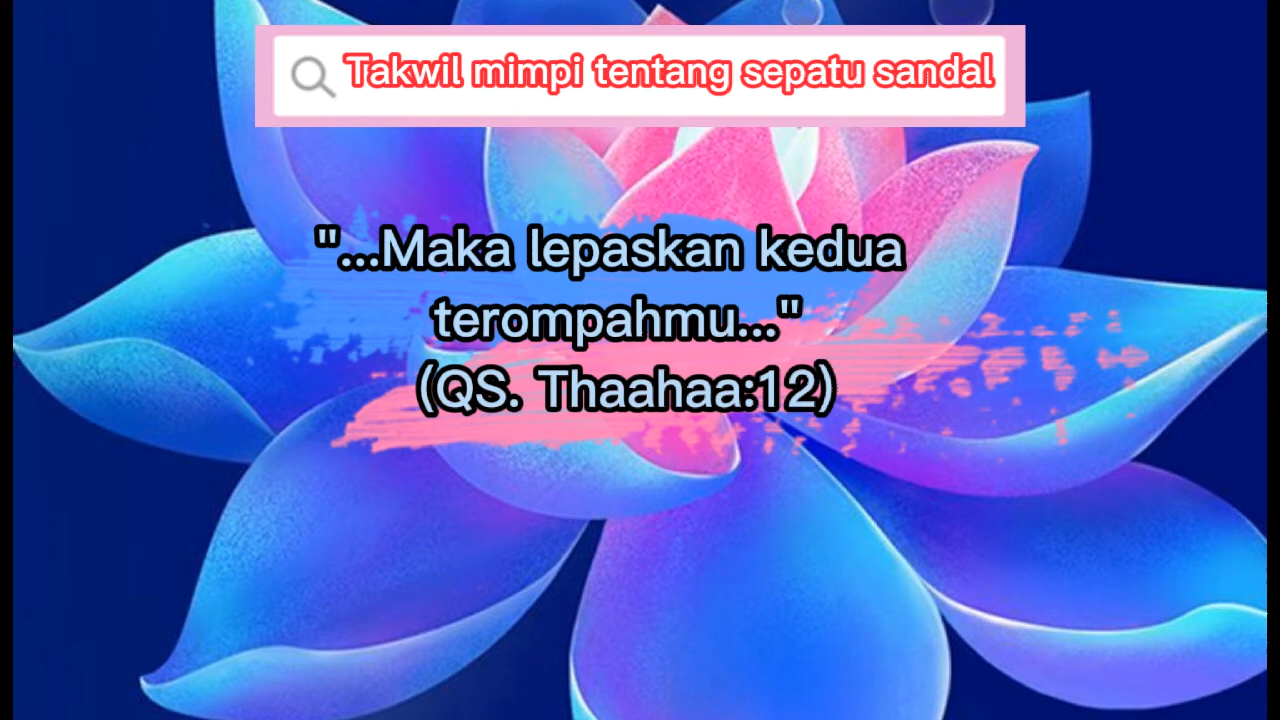 Takwil mimpi tentang sepatu sandal
"...Maka lepaskan kedua
terompahmu..."
(QS. Thaahaa:12)